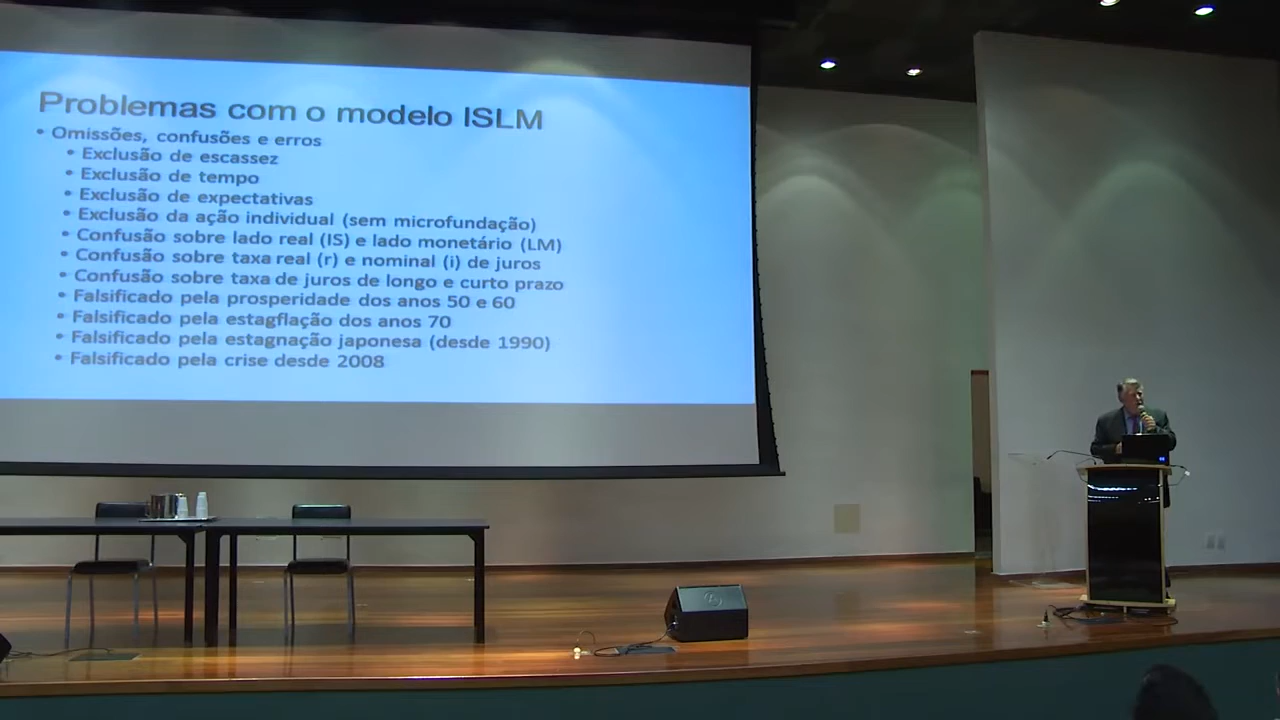 Problemas com o modelo ISLM
• Omissões, confusões e erros
• Exclusão de escassez
• Exclusão de tempo
• Exclusão de expectativas
• Exclusão da ação individual (sem microfundação)
• Confusão sobre lado real (IS) e lado monetário (LM)
• Confusão sobre taxa real (r) e nominal (i) de juros
• Confusão sobre taxa de juros de longo e curto prazo
• Falsificado pela prosperidade dos anos 50 e 60
• Falsificado pela estagflação dos anos 70
• Falsificado pela estagnação japonesa (desde 1990)
• Falsificado pela crise desde 2008